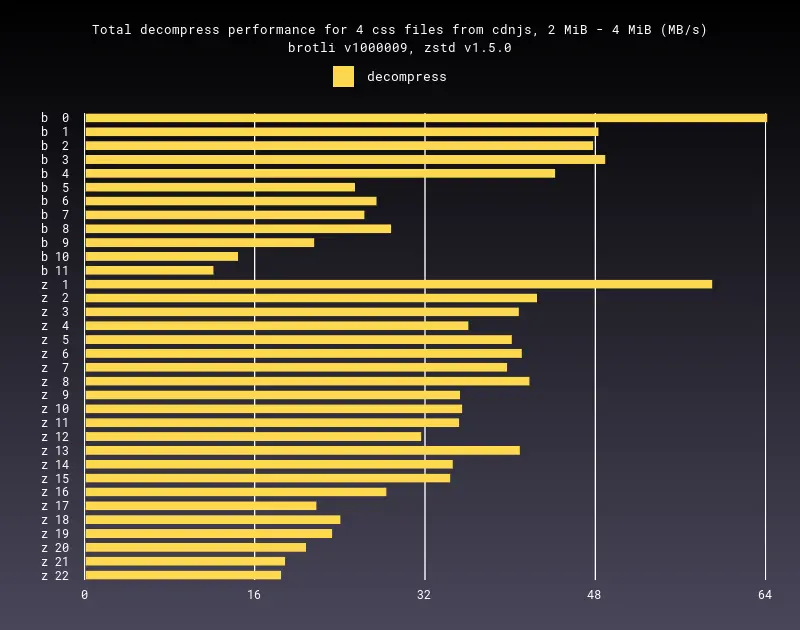 Total decompress performance for 4 css files from cdnjs, 2 MiB - 4 MiB (MB/s)
brotli v1000009, zstd v1.5.0
decompress
b 0
b 1
b 2
b 3
b 4
b 5
b 6
b 7
b 8
b 9
b 10
b 11
z 1
z 2
z 3
z 4
z 5
z 6
z 7
z 8
z 9
z 10
z 11
z 12
z 13
z 14
z 15
z 16
z 17
z 18
z 19
z 20
z 21
z 22
0 16 32 48 64